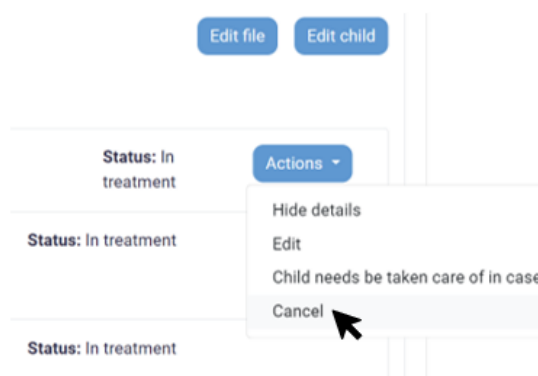 Edit file Edit child
Status: In
treatment
Actions
Hide details
Status: In treatment
Edit
Child needs be taken care of in case
Cancel
Status: In treatment